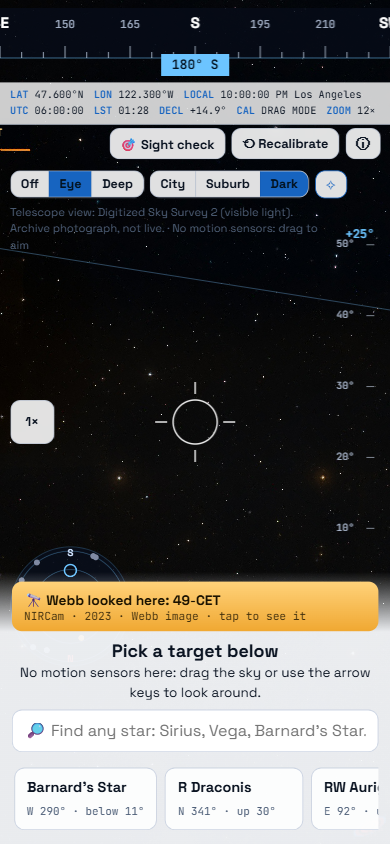 E 150 165 S 195 210 S
180° S
LAT 47.600°N LON 122.300°W LOCAL 10:00:00 PM Los Angeles
UTC 06:00:00 LST 01:28 DECL +14.9° CAL DRAG MODE ZOOM 12×
Sight check Recalibrate
Off Eye Deep City Suburb Dark
Telescope view: Digitized Sky Survey 2 (visible light).
Archive photograph, not live. · No motion sensors: drag to
aim
+25°
50°
40°
30°
1×
20°
10°
S
Webb looked here: 49-CET
NIRCam · 2023 · Webb image · tap to see it
Pick a target below
No motion sensors here: drag the sky or use the arrow
keys to look around.
Find any star: Sirius, Vega, Barnard's Star.
Barnard's Star R Draconis RW Auri
W 290° · below 11° N 341° · up 30° E 92° ·